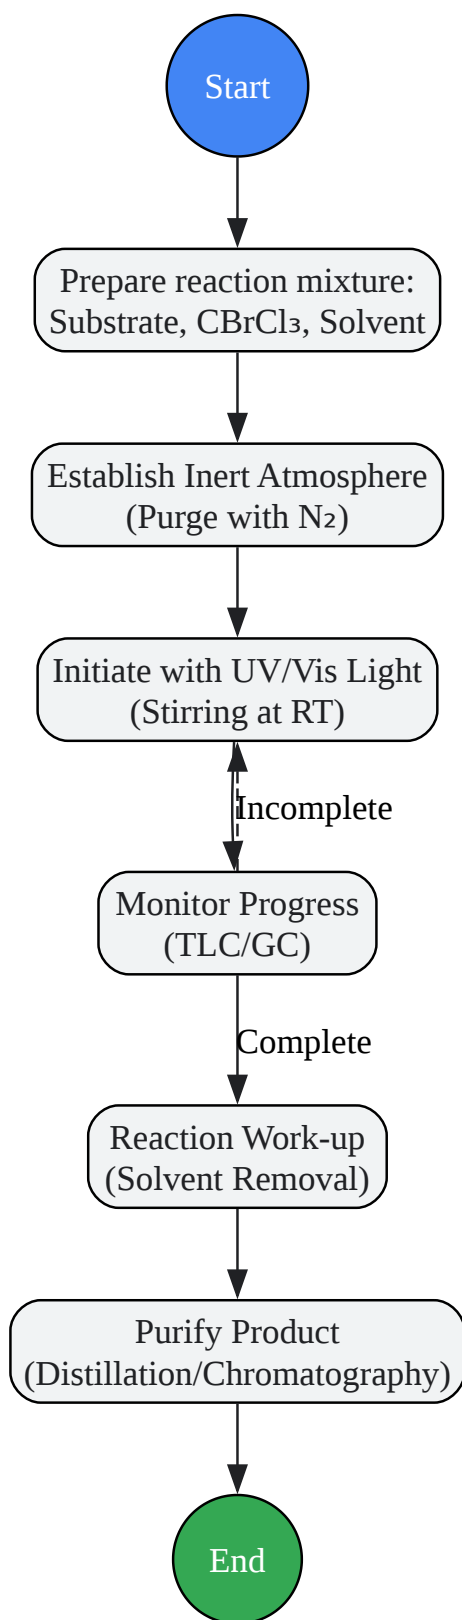 Start
Prepare reaction mixture:
Substrate, CBrCl₃, Solvent
Establish Inert Atmosphere
(Purge with N₂)
Initiate with UV/Vis Light
(Stirring at RT)
Incomplete
Monitor Progress
(TLC/GC)
Complete
Reaction Work-up
(Solvent Removal)
Purify Product
(Distillation/Chromatography)
End